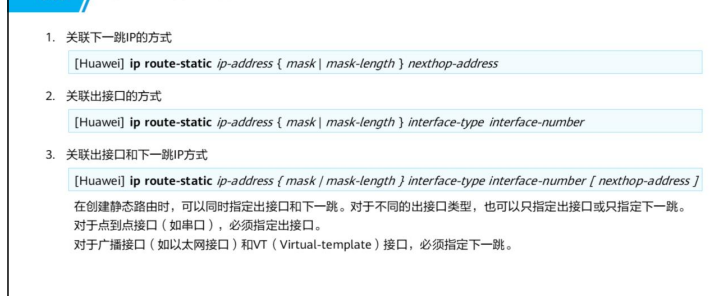 1. 关联下一跳IP的方式
[Huawei] ip route-static ip-address { mask | mask-length } nexthop-address
2. 关联出接口的方式
[Huawei] ip route-static ip-address { mask | mask-length } interface-type interface-number
3. 关联出接口和下一跳IP方式
[Huawei] ip route-static ip-address { mask | mask-length } interface-type interface-number [ nexthop-address ]
在创建静态路由时，可以同时指定出接口和下一跳。对于不同的出接口类型，也可以只指定出接口或只指定下一跳。
对于点到点接口（如串口），必须指定出接口。
对于广播接口（如以太网接口）和VT（Virtual-template）接口，必须指定下一跳。